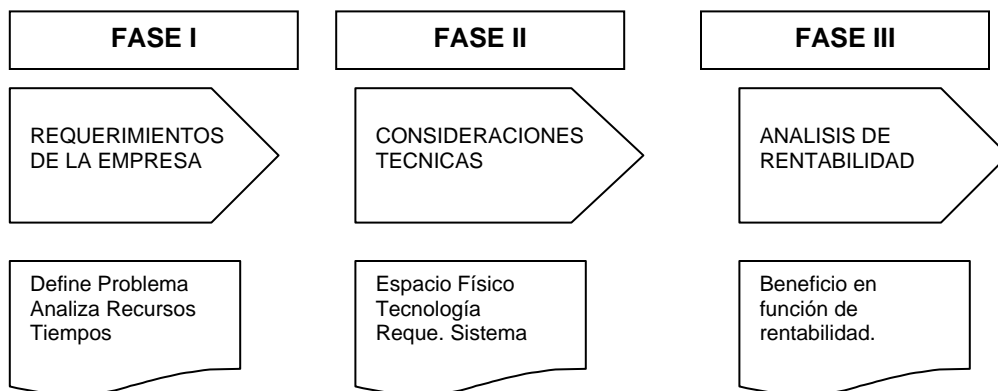 FASE I
FASE II
FASE III
REQUERIMIENTOS
DE LA EMPRESA
CONSIDERACIONES
TECNICAS
ANALISIS DE
RENTABILIDAD
Define Problema
Analiza Recursos
Tiempos
Espacio Físico
Tecnología
Reque. Sistema
Beneficio en
función de
rentabilidad.